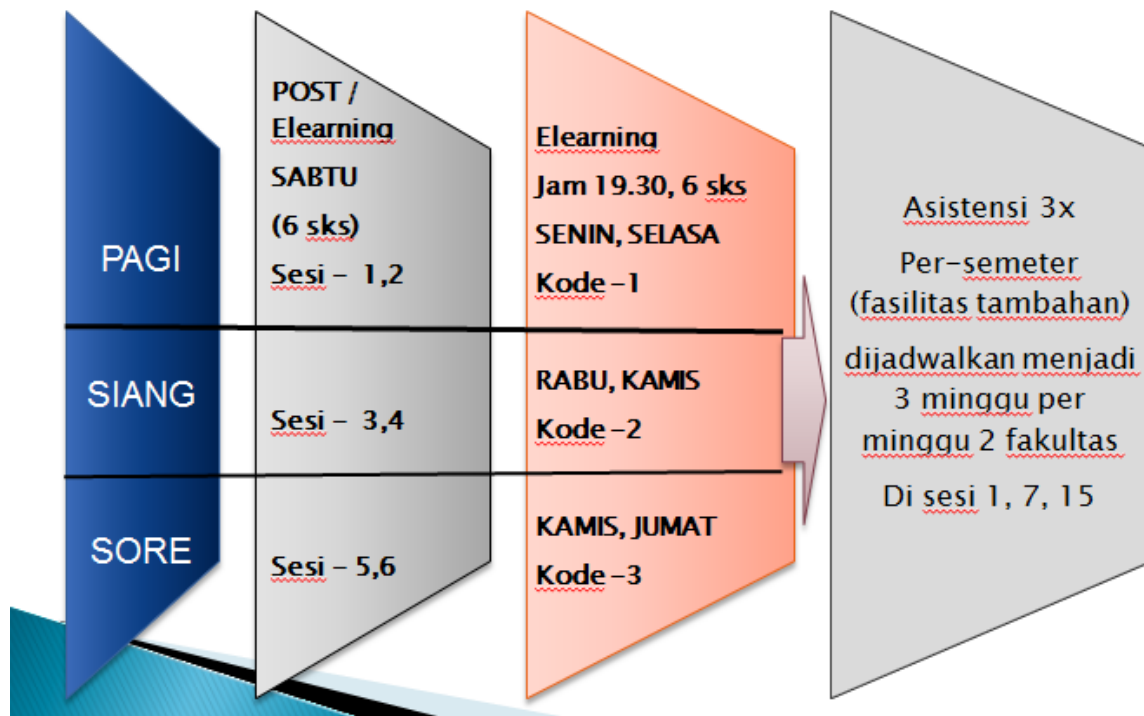 PAGI
SIANG
SORE
POST /
Elearning
SABTU
(6 sks)
Sesi – 1,2
Sesi – 3,4
Sesi – 5,6
Elearning
Jam 19.30, 6 sks
SENIN, SELASA
Kode –1
RABU, KAMIS
Kode –2
KAMIS, JUMAT
Kode –3
Asistensi 3x
Per-semeter
(fasilitas tambahan)
dijadwalkan menjadi
3 minggu per
minggu 2 fakultas
Di sesi 1, 7, 15